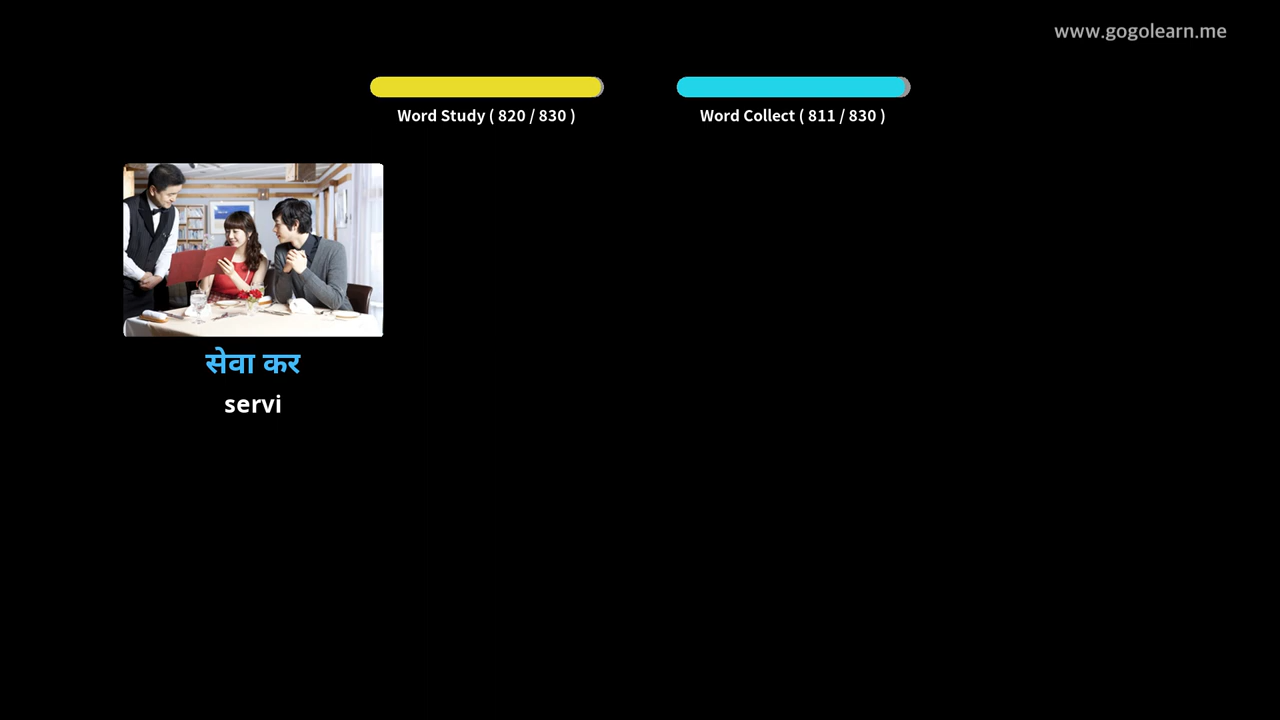 www.gogolearn.me
Word Study ( 820 / 830 )
Word Collect ( 811 / 830 )
सेवा कर
servi